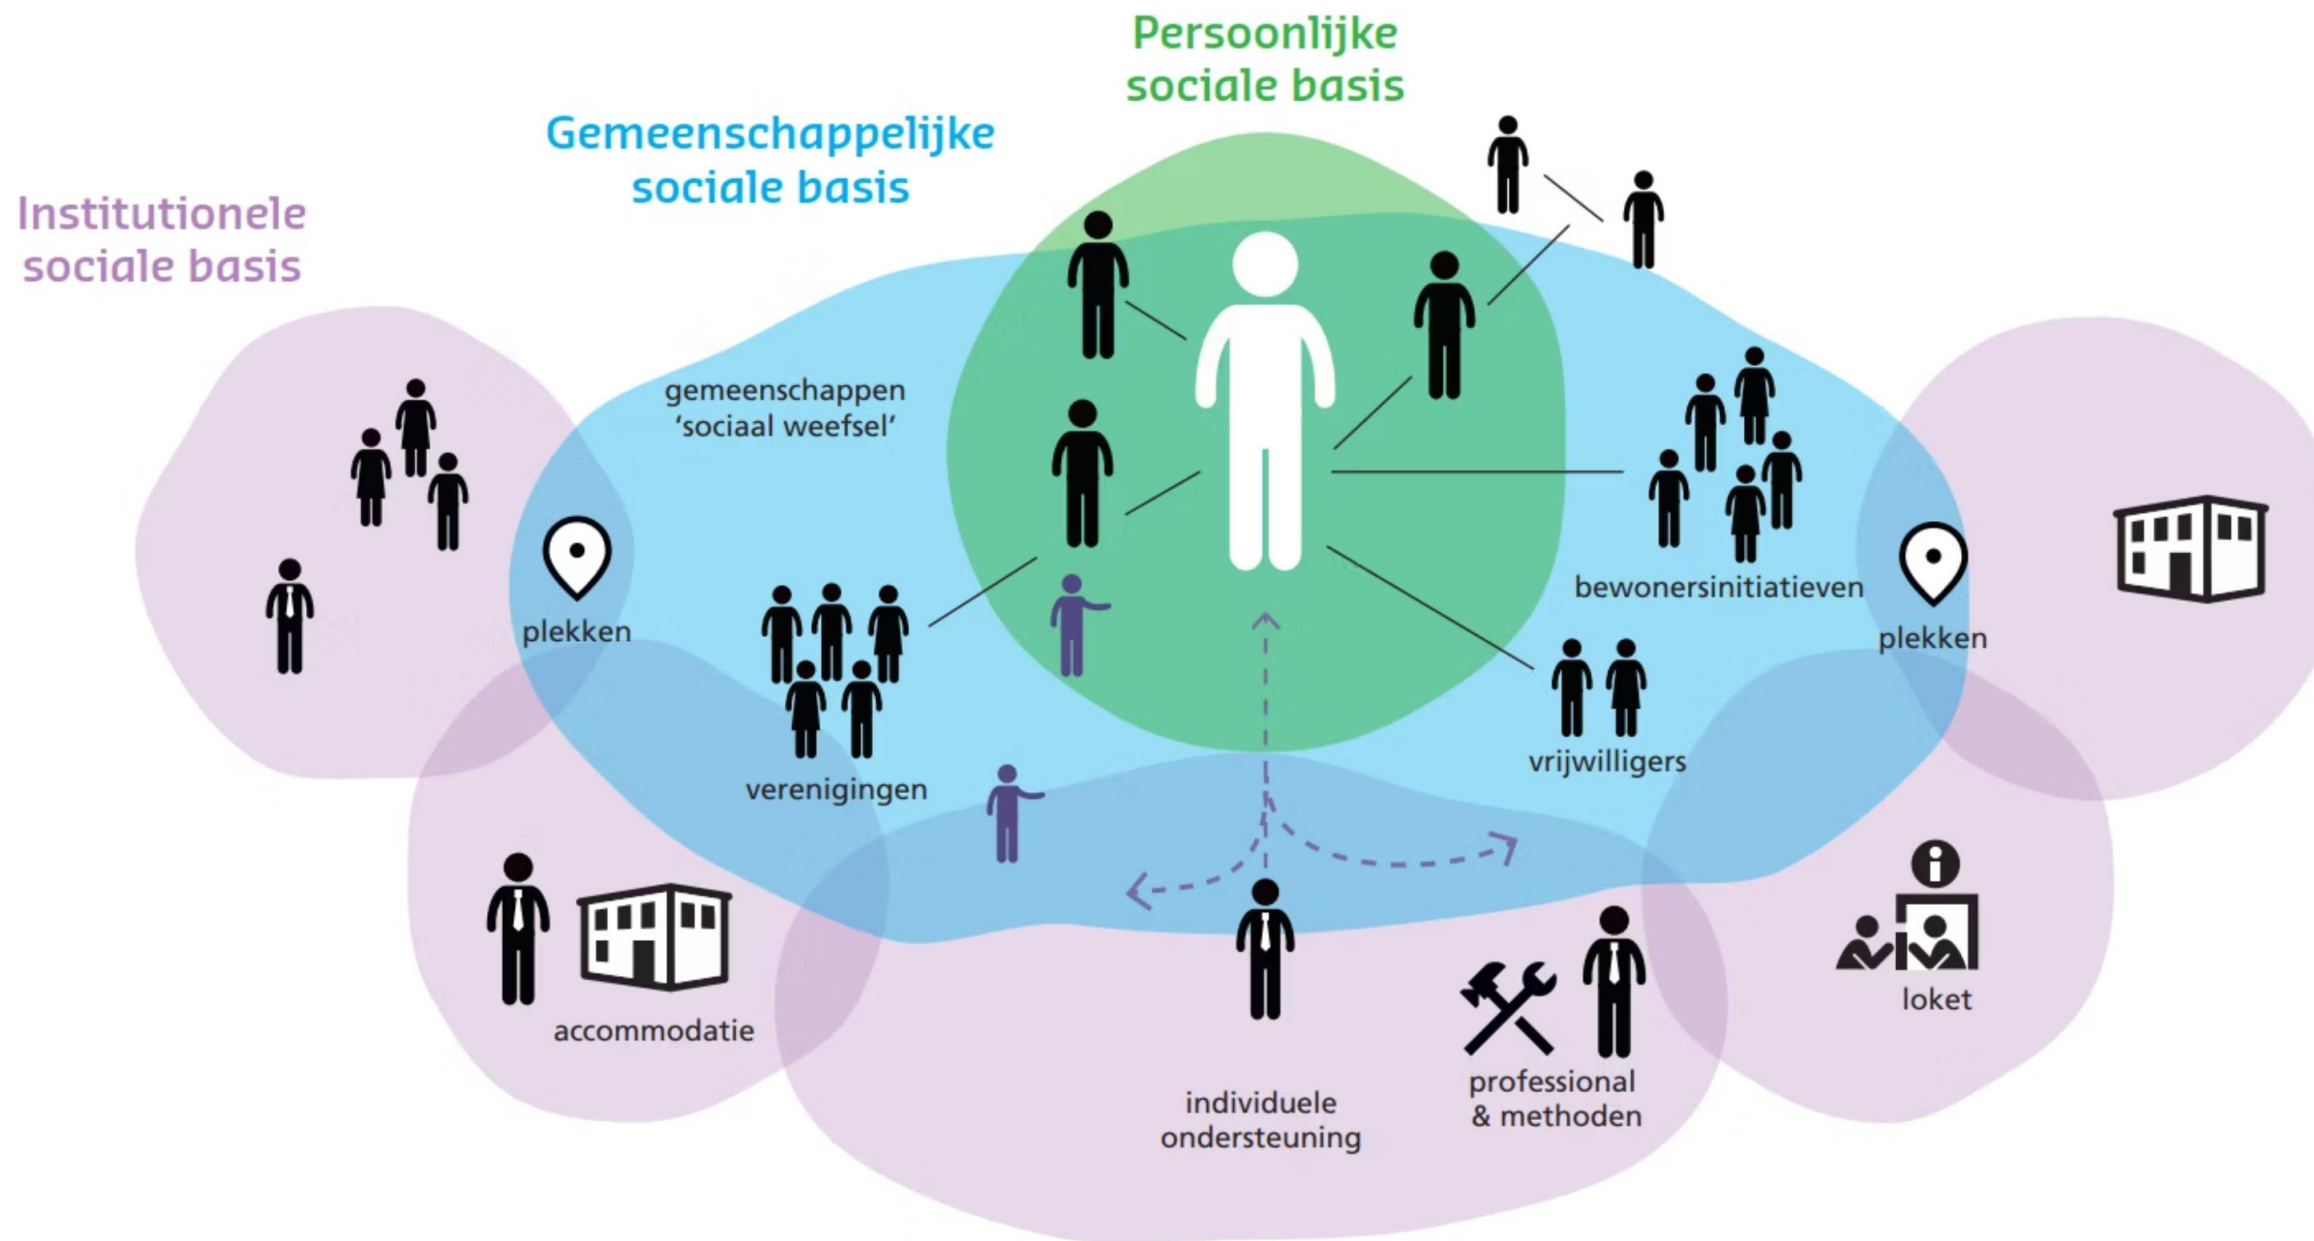 Persoonlijke
sociale basis
Gemeenschappelijke
sociale basis
Institutionele
sociale basis
gemeenschappen
‘sociaal weefsel’
plekken
bewonersinitiatieven
plekken
verenigingen
vrijwilligers
accommodatie
individuele
ondersteuning
professional
& methoden
i
loket